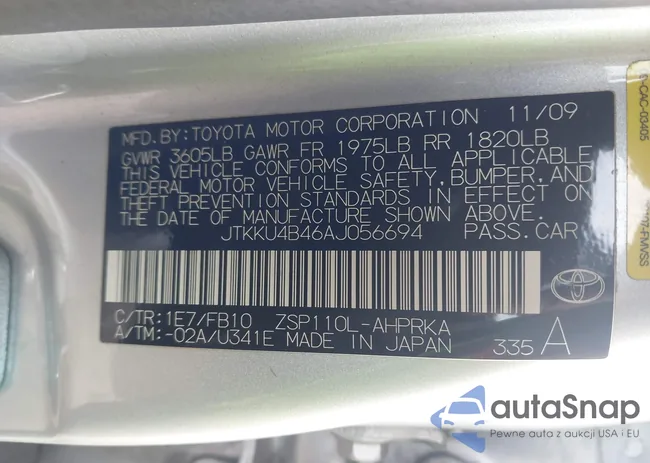 MFD.BY:TOYOTA MOTOR CORPORATION 11/09
GVWR 3605LB GAWR FR 1975LB RR 1820LB
THIS VEHICLE CONFORMS TO ALL APPLICABLE
FEDERAL MOTOR VEHICLE SAFETY,BUMPER,AND
THEFT PREVENTION STANDARDS IN EFFECT ON
THE DATE OF MANUFACTURE SHOWN ABOVE.
JTKKU4B46AJ056694 PASS.CAR
C/TR:1E7/FB10 ZSP110L-AHPRKA
A/TM:-02A/U341E MADE IN JAPAN 335 A
CAC-03405
FMVSS
autaSnap
Pewne auta z aukcji USA i EU